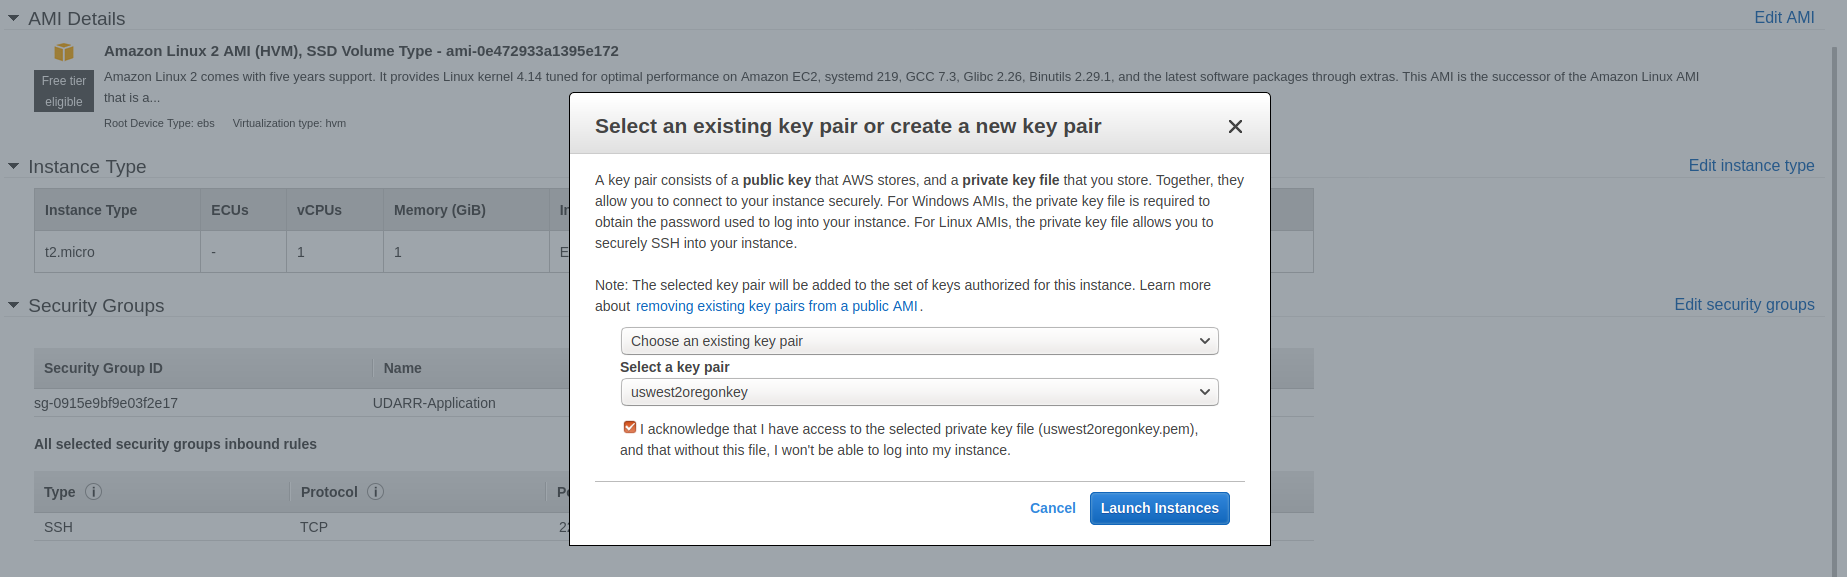 AMI Details
Edit AMI
Amazon Linux 2 AMI (HVM), SSD Volume Type - ami-0e472933a1395e172
Free tier
eligible
Amazon Linux 2 comes with five years support. It provides Linux kernel 4.14 tuned for optimal performance on Amazon EC2, systemd 219, GCC 7.3, Glibc 2.26, Binutils 2.29.1, and the latest software packages through extras. This AMI is the successor of the Amazon Linux AMI
that is a...
Root Device Type: ebs Virtualization type: hvm
Select an existing key pair or create a new key pair
A key pair consists of a public key that AWS stores, and a private key file that you store. Together, they
allow you to connect to your instance securely. For Windows AMIs, the private key file is required to
obtain the password used to log into your instance. For Linux AMIs, the private key file allows you to
securely SSH into your instance.
Note: The selected key pair will be added to the set of keys authorized for this instance. Learn more
about removing existing key pairs from a public AMI.
Choose an existing key pair
Select a key pair
uswest2oregonkey
I acknowledge that I have access to the selected private key file (uswest2oregonkey.pem),
and that without this file, I won't be able to log into my instance.
Cancel
Launch Instances
Instance Type
Edit instance type
Instance Type ECUs vCPUs Memory (GiB)
t2.micro - 1 1
Security Groups
Edit security groups
Security Group ID Name
sg-0915e9bf9e03f2e17 UDARR-Application
All selected security groups inbound rules
Type Protocol
SSH TCP